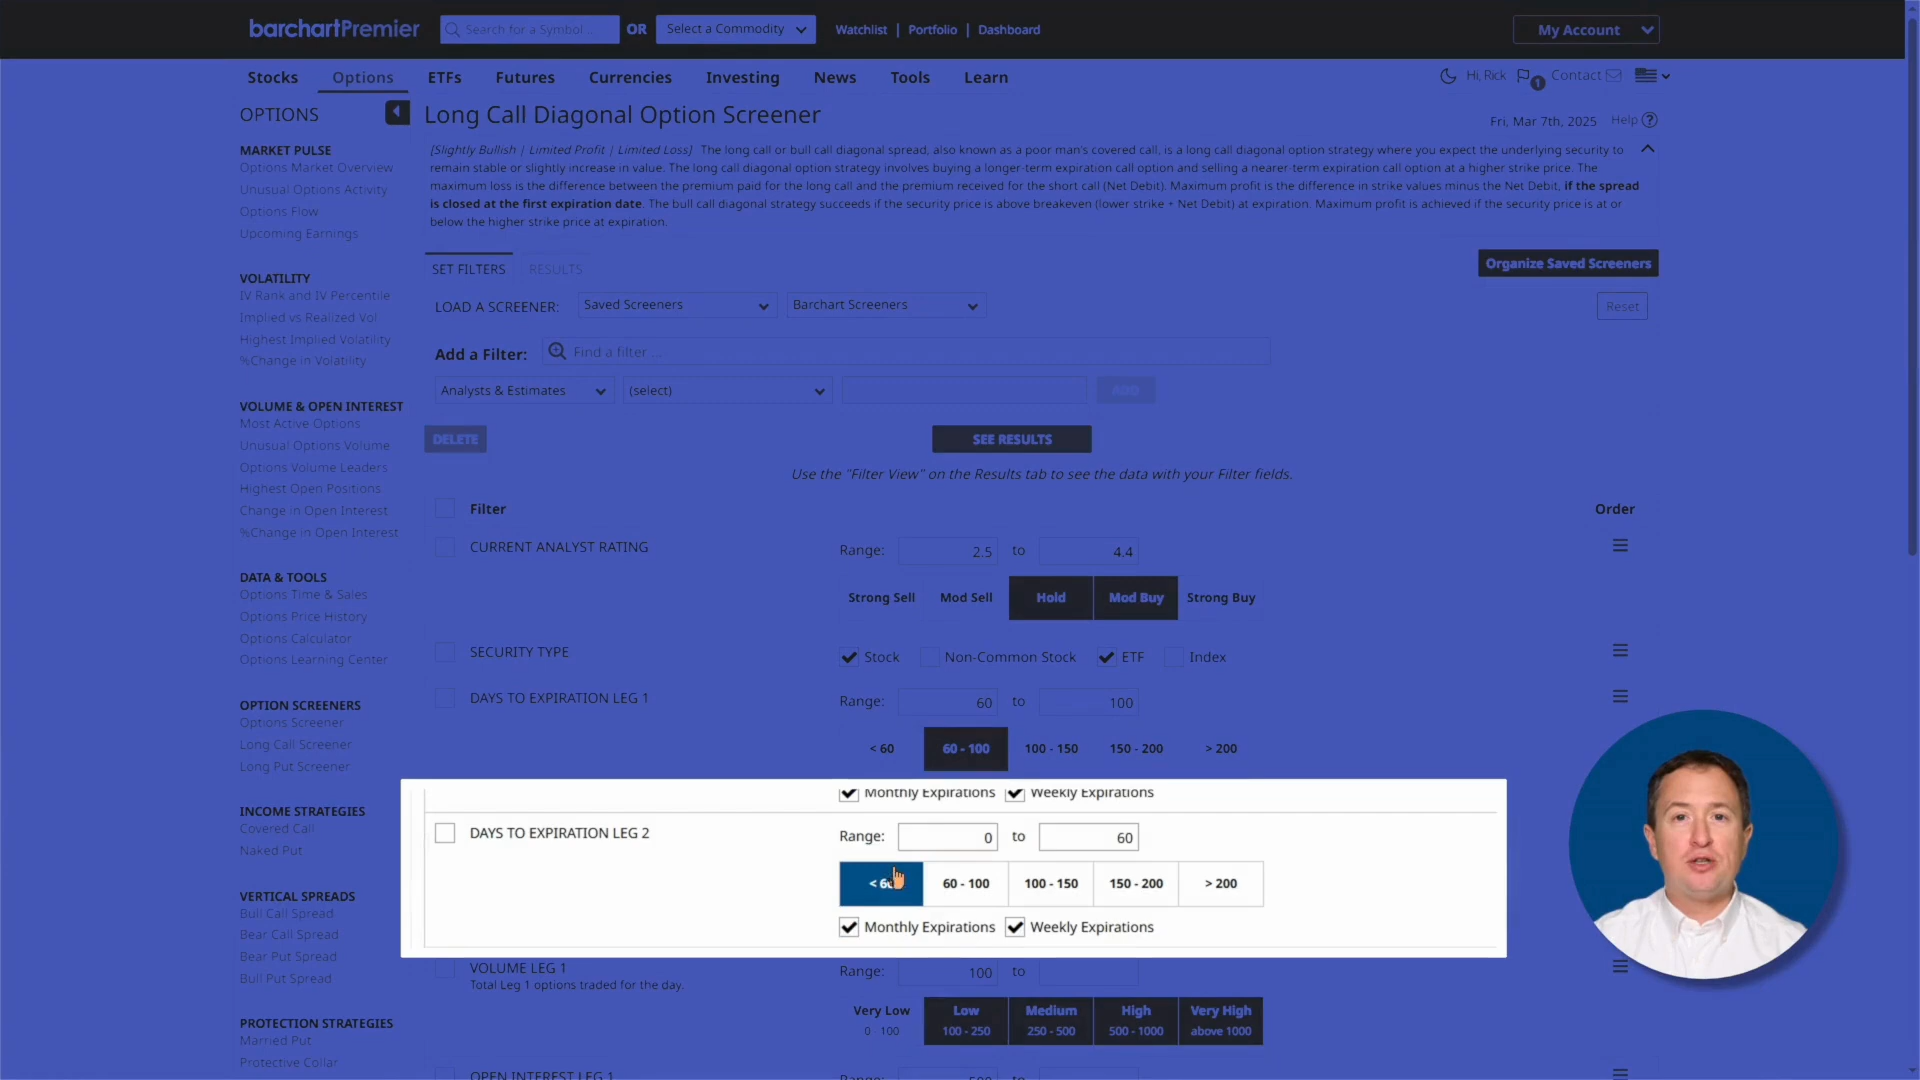 barchartPremier
Search for a Symbol...
OR
Select a Commodity
Watchlist | Portfolio | Dashboard
My Account
Stocks Options ETFs Futures Currencies Investing News Tools Learn
Hi, Rick
1
Contact
OPTIONS
Long Call Diagonal Option Screener
Fri, Mar 7th, 2025
Help ?
[Slightly Bullish | Limited Profit | Limited Loss] The long call or bull call diagonal spread, also known as a poor man's covered call, is a long call diagonal option strategy where you expect the underlying security to
remain stable or slightly increase in value. The long call diagonal option strategy involves buying a longer-term expiration call option and selling a nearer-term expiration call option at a higher strike price. The
maximum loss is the difference between the premium paid for the long call and the premium received for the short call (Net Debit). Maximum profit is the difference in strike values minus the Net Debit, if the spread
is closed at the first expiration date. The bull call diagonal strategy succeeds if the security price is above breakeven (lower strike + Net Debit) at expiration. Maximum profit is achieved if the security price is at or
below the higher strike price at expiration.
MARKET PULSE
Options Market Overview
Unusual Options Activity
Options Flow
Upcoming Earnings
VOLATILITY
IV Rank and IV Percentile
Implied vs Realized Vol
Highest Implied Volatility
%Change in Volatility
VOLUME & OPEN INTEREST
Most Active Options
Unusual Options Volume
Options Volume Leaders
Highest Open Positions
Change in Open Interest
%Change in Open Interest
DATA & TOOLS
Options Time & Sales
Options Price History
Options Calculator
Options Learning Center
OPTION SCREENERS
Options Screener
Long Call Screener
Long Put Screener
INCOME STRATEGIES
Covered Call
Naked Put
VERTICAL SPREADS
Bull Call Spread
Bear Call Spread
Bear Put Spread
Bull Put Spread
PROTECTION STRATEGIES
Married Put
Protective Collar
SET FILTERS RESULTS
Organize Saved Screeners
LOAD A SCREENER: Saved Screeners Barchart Screeners
Reset
Add a Filter: Find a filter ...
Analysts & Estimates (select) ADD
DELETE SEE RESULTS
Use the "Filter View" on the Results tab to see the data with your Filter fields.
Filter Order
CURRENT ANALYST RATING Range: 2.5 to 4.4
Strong Sell Mod Sell Hold Mod Buy Strong Buy
SECURITY TYPE Stock Non-Common Stock ETF Index
DAYS TO EXPIRATION LEG 1 Range: 60 to 100
< 60 60 - 100 100 - 150 150 - 200 > 200
Monthly Expirations Weekly Expirations
DAYS TO EXPIRATION LEG 2 Range: 0 to 60
< 60 60 - 100 100 - 150 150 - 200 > 200
Monthly Expirations Weekly Expirations
VOLUME LEG 1 Range: 100 to
Total Leg 1 options traded for the day.
Very Low Low Medium High Very High
0 100 100 - 250 250 - 500 500 - 1000 above 1000
OPEN INTEREST LEG 1 Range: 500 to